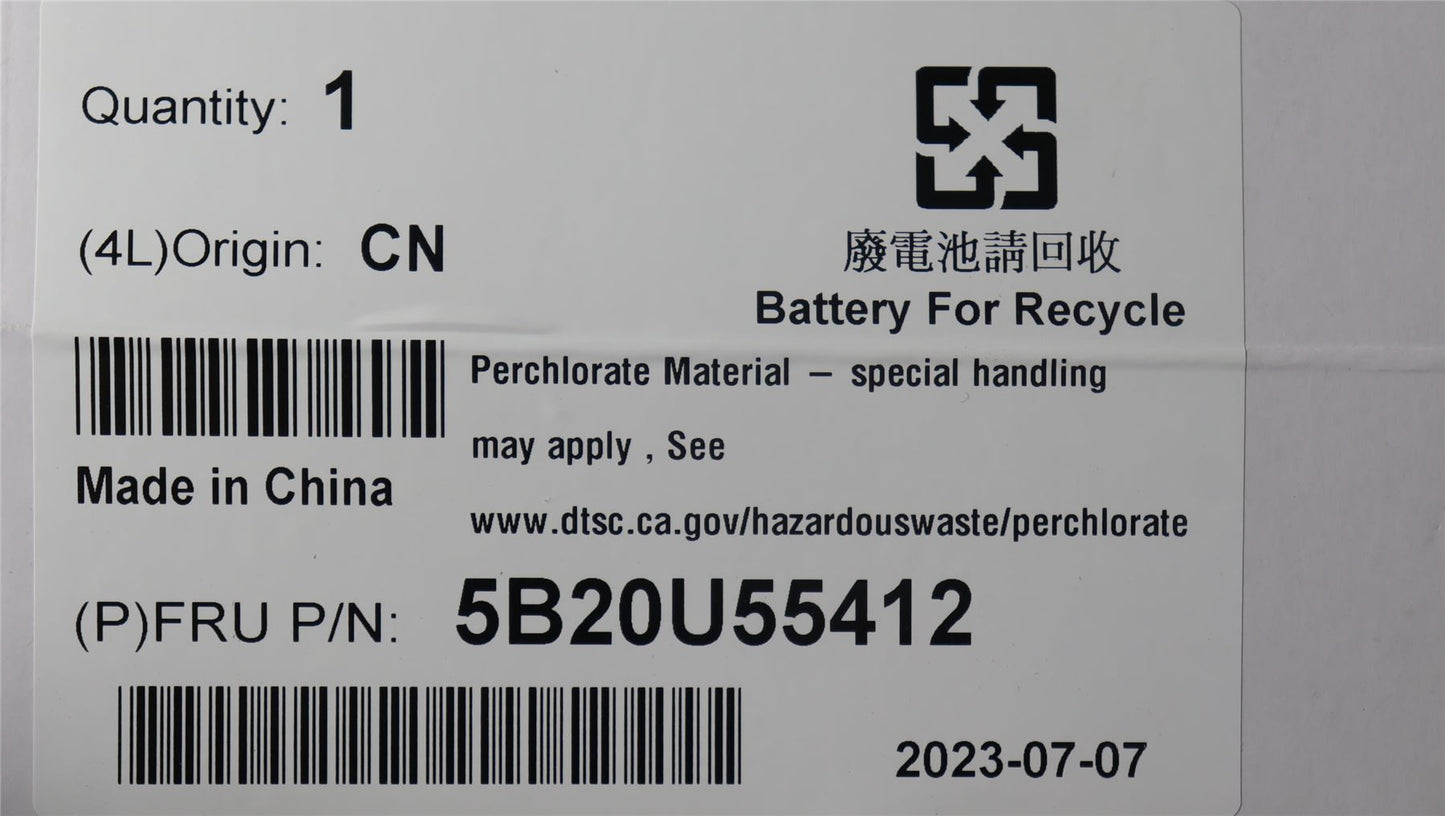 Quantity: 1
(4L)Origin: CN
廢電池請回收
Battery For Recycle
Perchlorate Material – special handling
may apply , See
www.dtsc.ca.gov/hazardouswaste/perchlorate
Made in China
(P)FRU P/N: 5B20U55412
2023-07-07